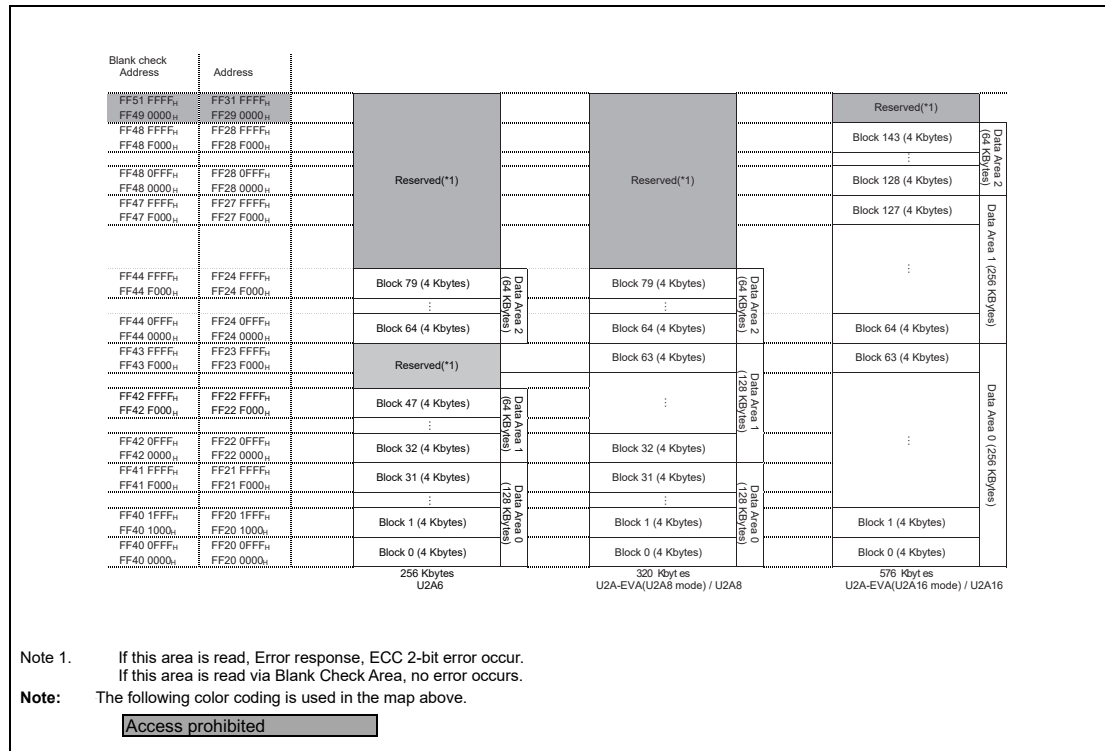 Blank check
Address Address
FF51 FFFFH FF31 FFFFH
FF49 0000H FF29 0000H Reserved(*1)
FF48 FFFFH FF28 FFFFH
FF48 F000H FF28 F000H Block 143 (4 Kbytes)
⋮
Data Area 2
(64 KBytes)
FF48 0FFFH FF28 0FFFH
FF48 0000H FF28 0000H Reserved(*1) Reserved(*1) Block 128 (4 Kbytes)
FF47 FFFFH FF27 FFFFH
FF47 F000H FF27 F000H Block 127 (4 Kbytes)
⋮
Data Area 1 (256 KBytes)
FF44 FFFFH FF24 FFFFH
FF44 F000H FF24 F000H Block 79 (4 Kbytes) Block 79 (4 Kbytes)
⋮ ⋮
Data Area 2
(64 KBytes)
Data Area 2
(64 KBytes)
FF44 0FFFH FF24 0FFFH
FF44 0000H FF24 0000H Block 64 (4 Kbytes) Block 64 (4 Kbytes) Block 64 (4 Kbytes)
FF43 FFFFH FF23 FFFFH
FF43 F000H FF23 F000H Reserved(*1) Block 63 (4 Kbytes) Block 63 (4 Kbytes)
FF42 FFFFH FF22 FFFFH
FF42 F000H FF22 F000H Block 47 (4 Kbytes) ⋮
⋮
Data Area 1
(64 KBytes)
Data Area 1
(128 KBytes)
⋮
Data Area 0 (256 KBytes)
FF42 0FFFH FF22 0FFFH
FF42 0000H FF22 0000H Block 32 (4 Kbytes) Block 32 (4 Kbytes)
FF41 FFFFH FF21 FFFFH
FF41 F000H FF21 F000H Block 31 (4 Kbytes) Block 31 (4 Kbytes)
⋮ ⋮
Data Area 0
(128 KBytes)
Data Area 0
(128 KBytes)
FF40 1FFFH FF20 1FFFH
FF40 1000H FF20 1000H Block 1 (4 Kbytes) Block 1 (4 Kbytes) Block 1 (4 Kbytes)
FF40 0FFFH FF20 0FFFH
FF40 0000H FF20 0000H Block 0 (4 Kbytes) Block 0 (4 Kbytes) Block 0 (4 Kbytes)
256 Kbytes 320 Kbyt es 576 Kbyt es
U2A6 U2A-EVA(U2A8 mode) / U2A8 U2A-EVA(U2A16 mode) / U2A16
Note 1. If this area is read, Error response, ECC 2-bit error occur.
If this area is read via Blank Check Area, no error occurs.
Note: The following color coding is used in the map above.
Access prohibited